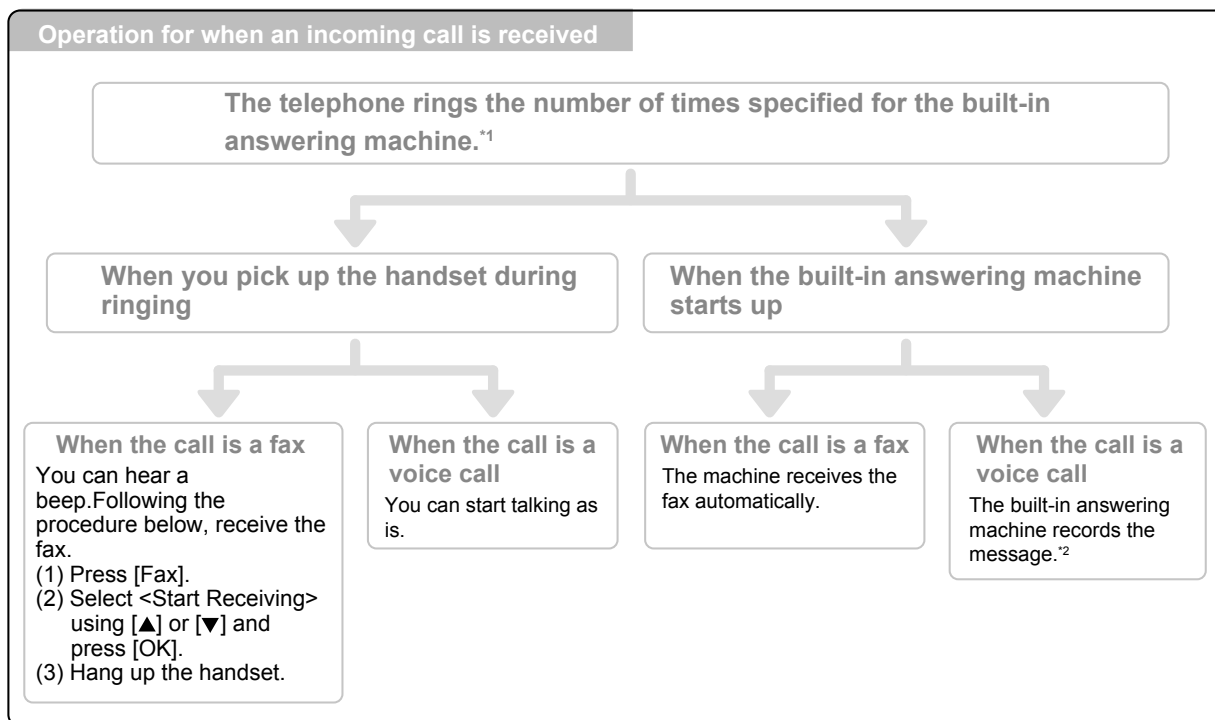 Operation for when an incoming call is received
The telephone rings the number of times specified for the built-in
answering machine.*1
When you pick up the handset during
ringing
When the built-in answering machine
starts up
When the call is a fax
You can hear a
beep.Following the
procedure below, receive the
fax.
(1) Press [Fax].
(2) Select <Start Receiving>
using [▲] or [▼] and
press [OK].
(3) Hang up the handset.
When the call is a
voice call
You can start talking as
is.
When the call is a fax
The machine receives the
fax automatically.
When the call is a
voice call
The built-in answering
machine records the
message.*2